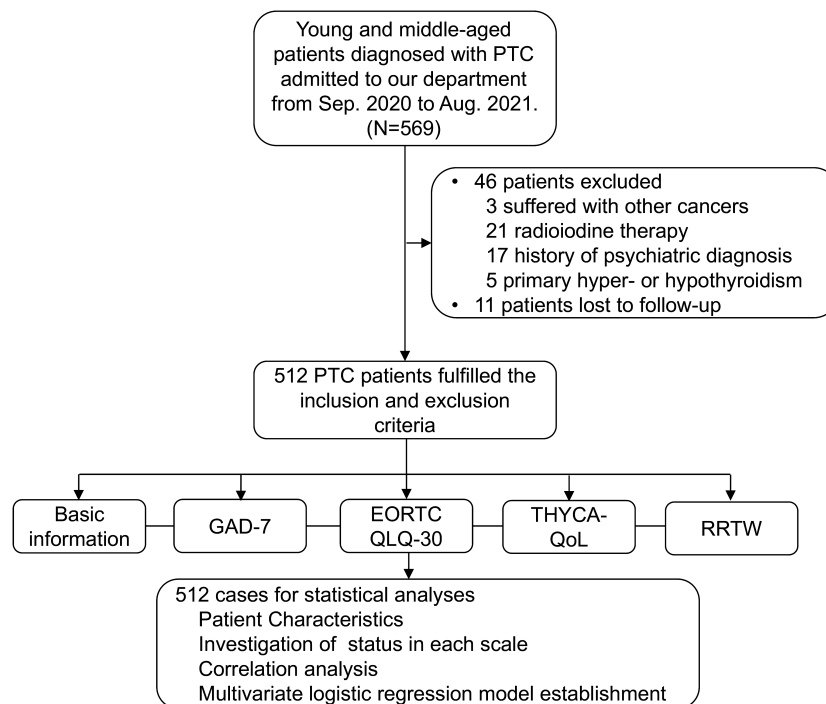 Young and middle-aged
patients diagnosed with PTC
admitted to our department
from Sep. 2020 to Aug. 2021.
(N=569)
• 46 patients excluded
3 suffered with other cancers
21 radioiodine therapy
17 history of psychiatric diagnosis
5 primary hyper- or hypothyroidism
• 11 patients lost to follow-up
512 PTC patients fulfilled the
inclusion and exclusion
criteria
Basic
information
GAD-7
EORTC
QLQ-30
THYCA-
QoL
RRTW
512 cases for statistical analyses
Patient Characteristics
Investigation of status in each scale
Correlation analysis
Multivariate logistic regression model establishment